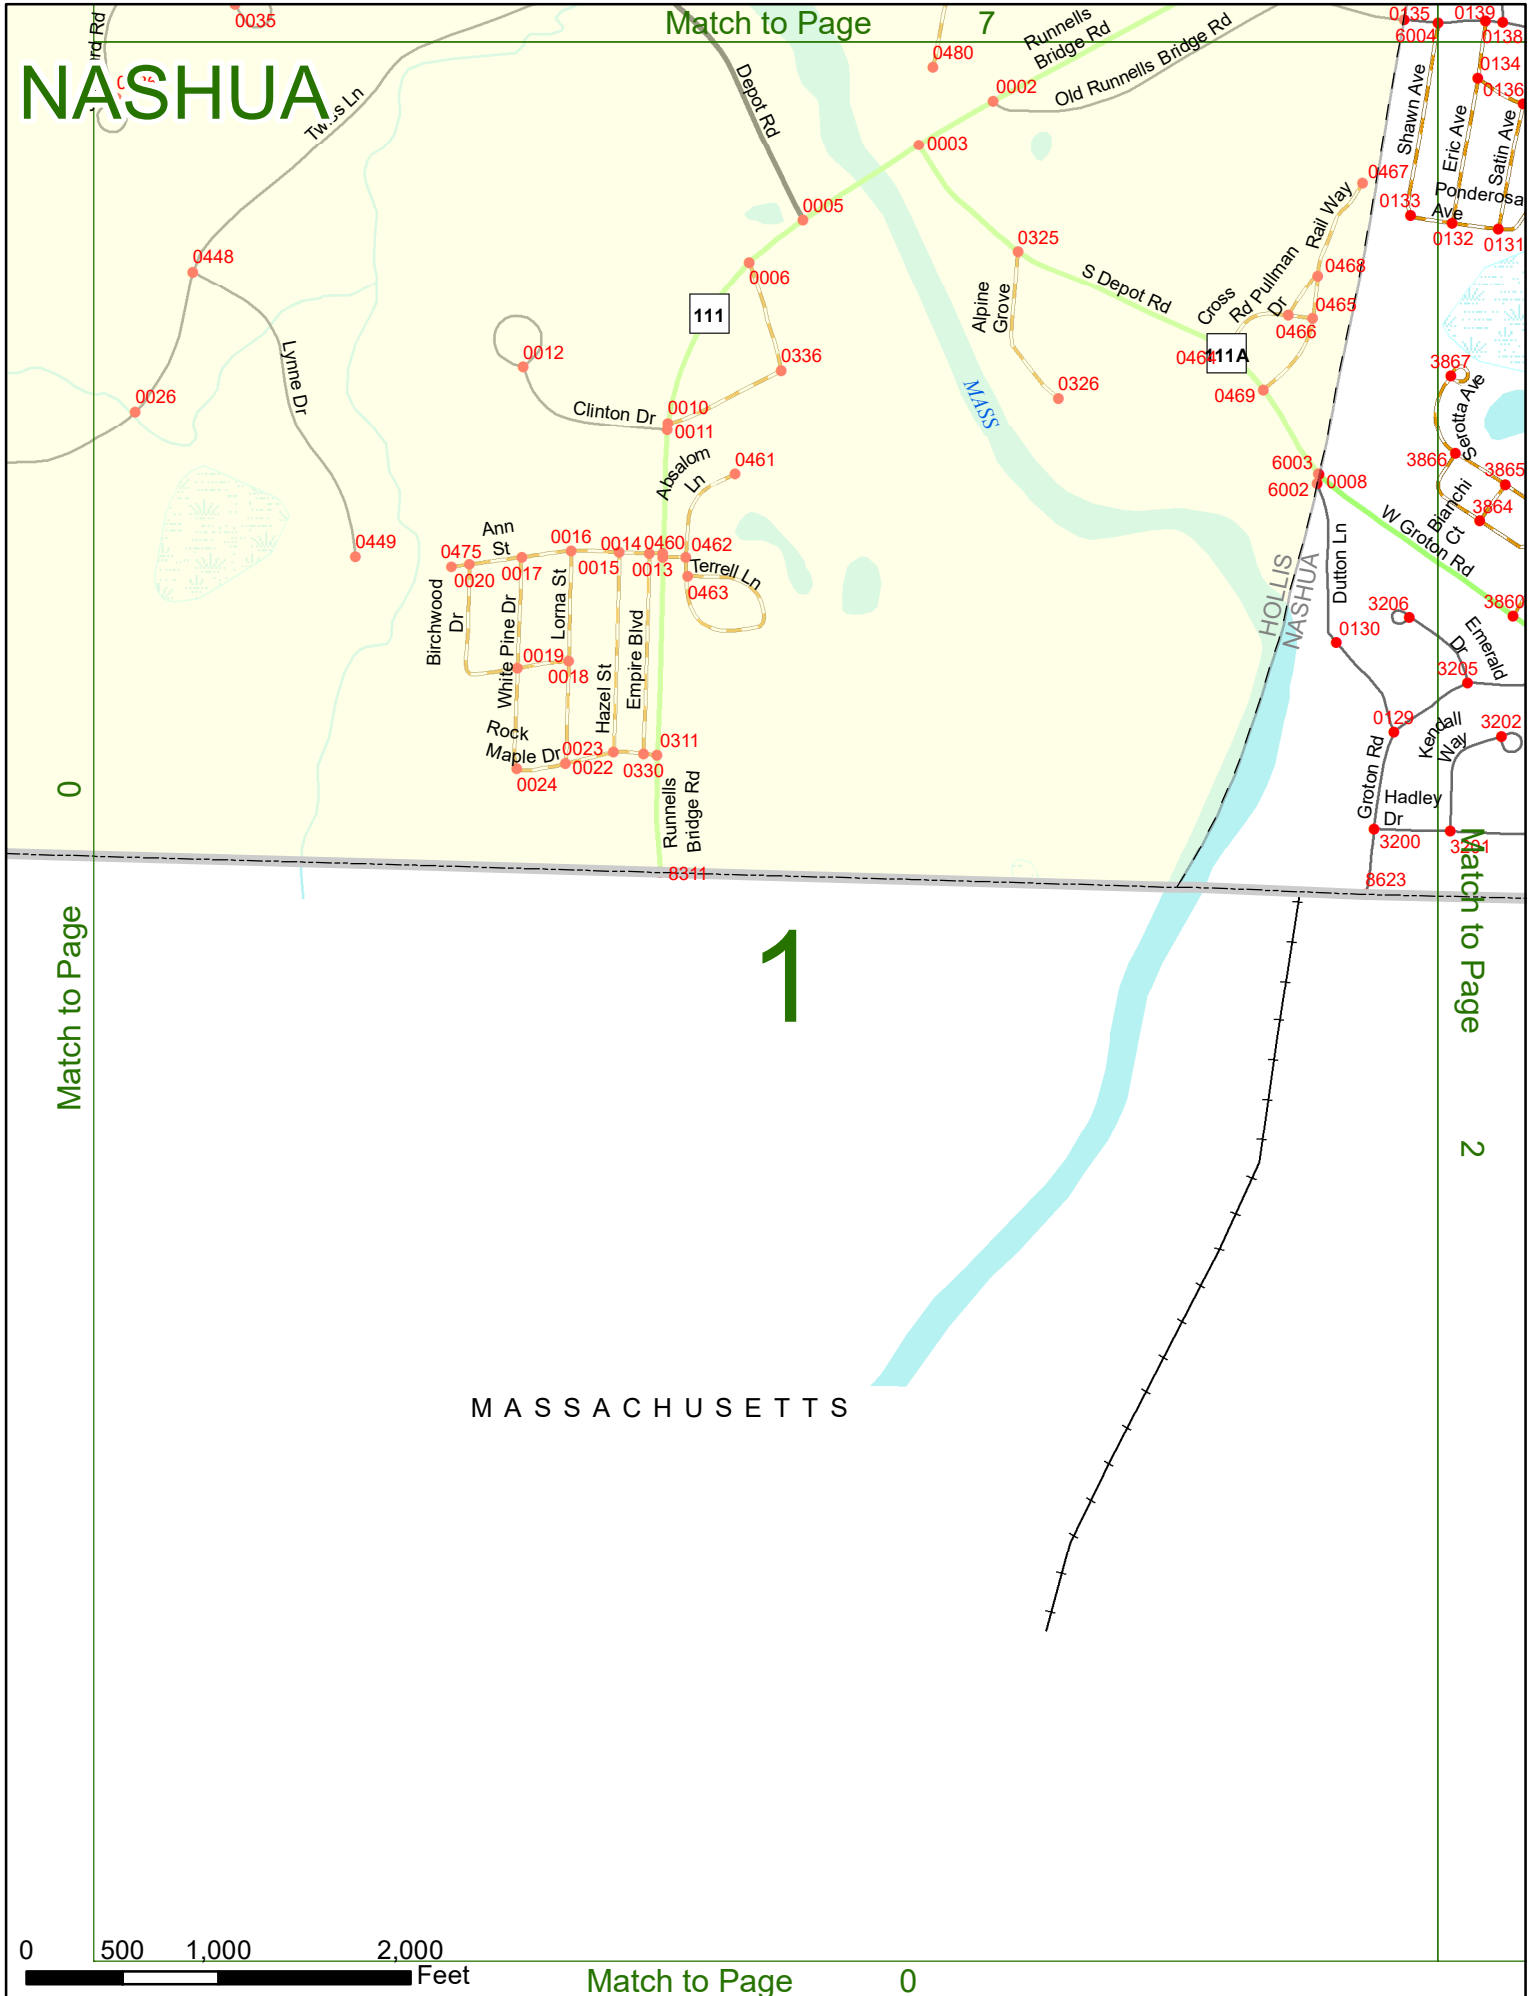 Match to Page 7
NASHUA
0035
rd Rd
Twiss Ln
Depot Rd
0480
Runnells
Bridge Rd
Old Runnells Bridge Rd
0002
0003
0005
0006
0135
6004
0139
0138
0134
0136
Shawn Ave
Eric Ave
Satin Ave
Ponderosa
Ave
0133
0132
0131
0467
Rail Way
0468
0465
0466
Pullman
Dr
Cross
Rd
0464
111A
0469
S Depot Rd
0325
Alpine
Grove
0326
MASS
0448
Lynne Dr
0026
0449
111
0012
Clinton Dr
0336
0010
0011
Absalom
Ln
0461
Ann
St
0475
0020
0017
0016
0015
0014
0460
0013
0462
Terrell Ln
0463
Birchwood
Dr
White Pine Dr
Lorna St
Hazel St
Empire Blvd
0019
0018
Rock
Maple Dr
0024
0023
0022
0330
0311
Runnells
Bridge Rd
8311
3867
Serotta Ave
3866
3865
Bianchi
Ct
3864
6003
6002
0008
W Groton Rd
Dutton Ln
HOLLIS
NASHUA
3860
3206
Emerald
Dr
3205
0130
0129
Kendall
Way
3202
Groton Rd
Hadley
Dr
3200
3201
8623
Match to Page 0
1
Match to Page 2
MASSACHUSETTS
0 500 1,000 2,000
Feet
Match to Page 0